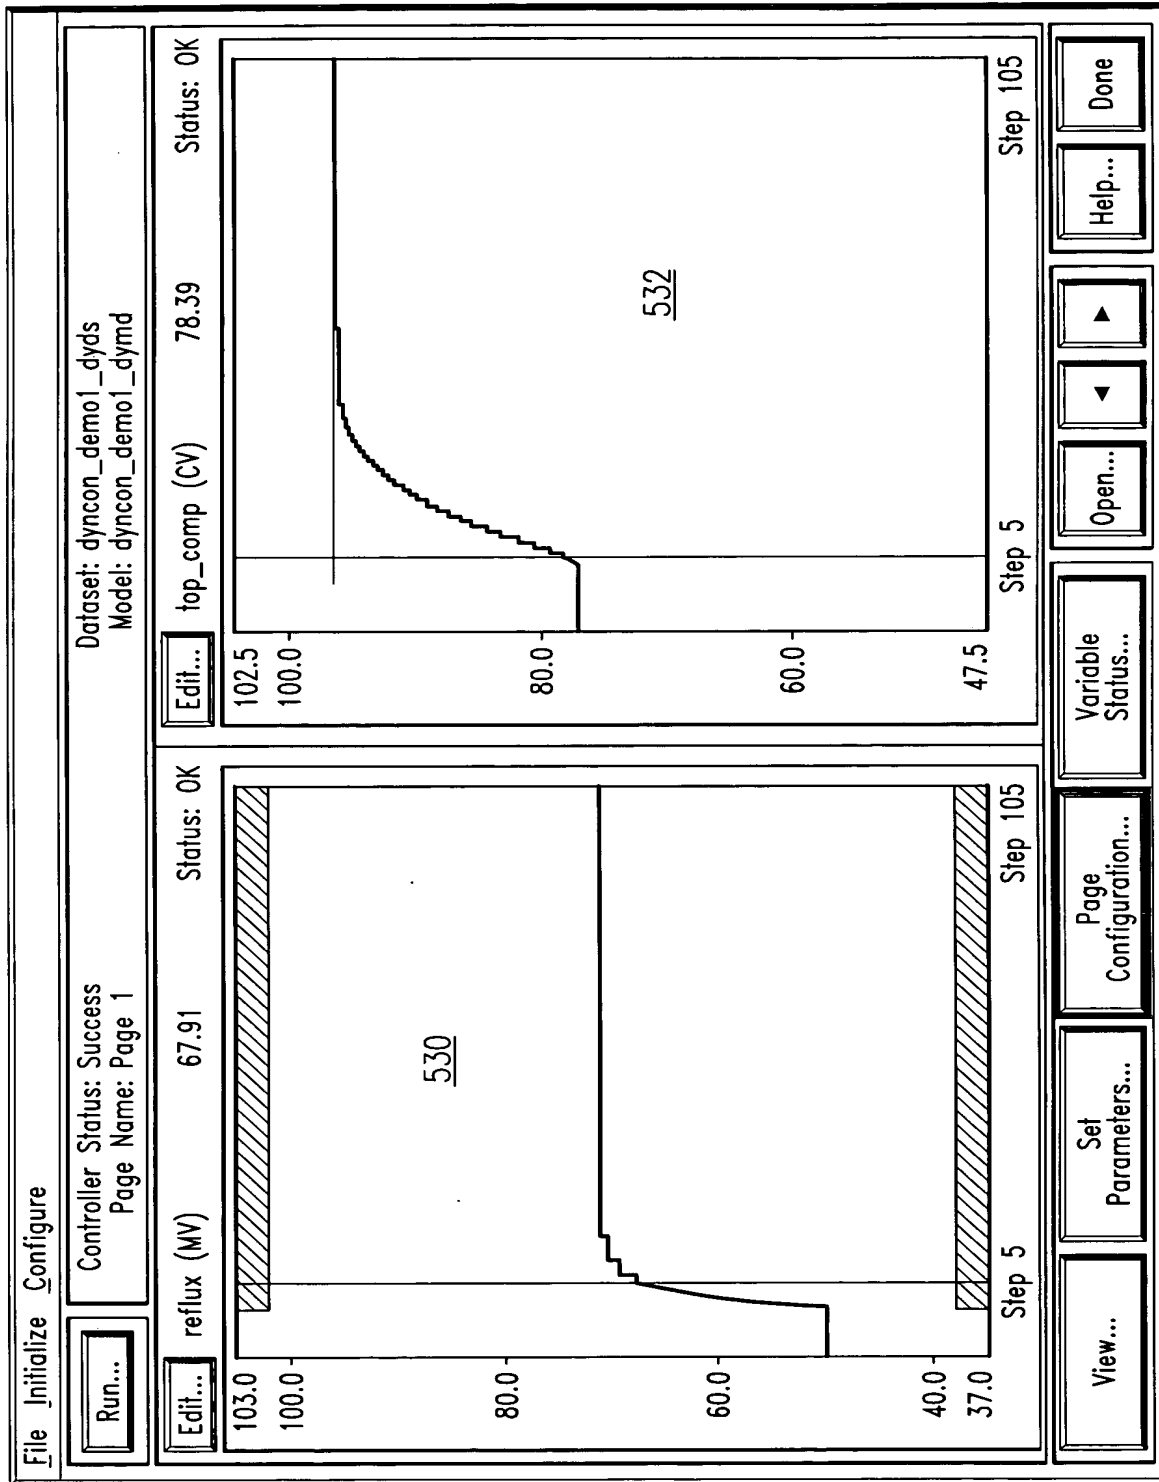 File Initialize Configure
Run...
Controller Status: Success
Page Name: Page 1
Dataset: dyncon_demo1_dyds
Model: dyncon_demo1_dymd
Edit...
reflux (MV)
67.91
Status: OK
103.0
100.0
80.0
60.0
40.0
37.0
530
Step 5
Step 105
Edit...
top_comp (CV)
78.39
Status: OK
102.5
100.0
80.0
60.0
47.5
532
Step 5
Step 105
View...
Set
Parameters...
Page
Configuration...
Variable
Status...
Open...
◄
►
Help...
Done